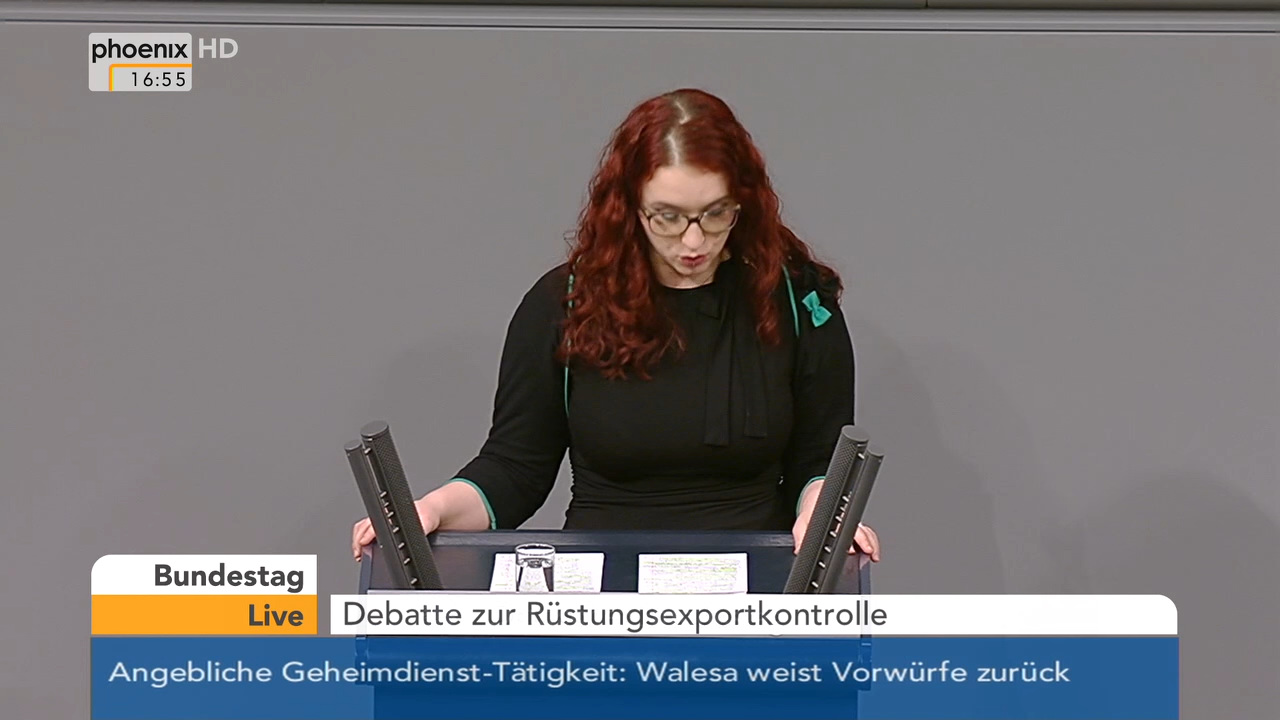 phoenix HD
16:55
Bundestag
Live
Debatte zur Rüstungsexportkontrolle
Angebliche Geheimdienst-Tätigkeit: Walesa weist Vorwürfe zurück